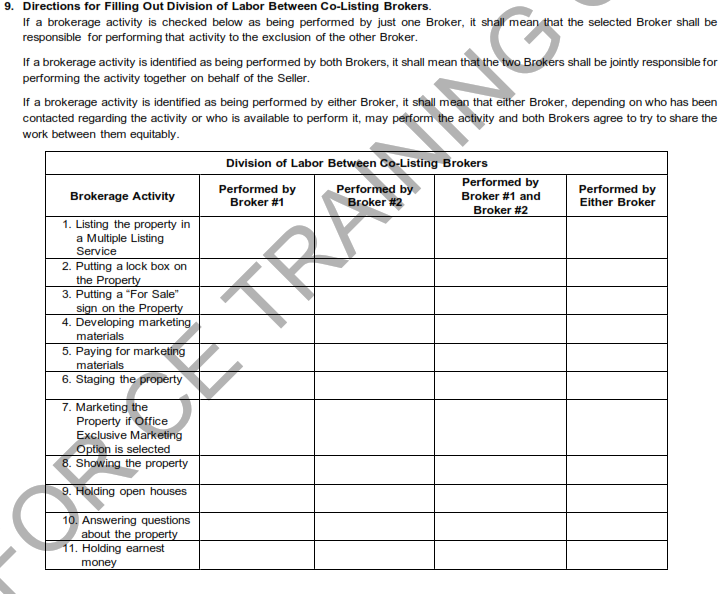 9. Directions for Filling Out Division of Labor Between Co-Listing Brokers.
If a brokerage activity is checked below as being performed by just one Broker, it shall mean that the selected Broker shall be
responsible for performing that activity to the exclusion of the other Broker.
If a brokerage activity is identified as being performed by both Brokers, it shall mean that the two Brokers shall be jointly responsible for
performing the activity together on behalf of the Seller.
If a brokerage activity is identified as being performed by either Broker, it shall mean that either Broker, depending on who has been
contacted regarding the activity or who is available to perform it, may perform the activity and both Brokers agree to try to share the
work between them equitably.
Division of Labor Between Co-Listing Brokers
Brokerage Activity
Performed by
Broker #1
Performed by
Broker #2
Performed by
Broker #1 and
Broker #2
Performed by
Either Broker
1. Listing the property in
a Multiple Listing
Service
2. Putting a lock box on
the Property
3. Putting a “For Sale”
sign on the Property
4. Developing marketing
materials
5. Paying for marketing
materials
6. Staging the property
7. Marketing the
Property if Office
Exclusive Marketing
Option is selected
8. Showing the property
9. Holding open houses
10. Answering questions
about the property
11. Holding earnest
money
FOR CE TRAINING